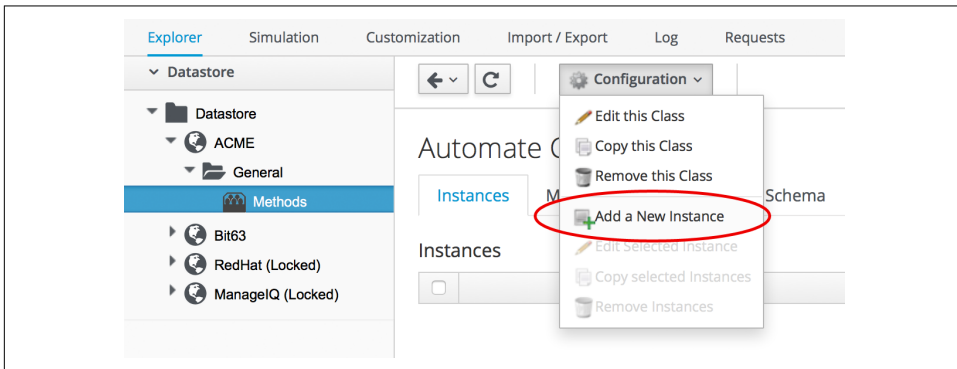 Explorer Simulation Customization Import / Export Log Requests
Datastore
Configuration
Datastore
ACME
General
Methods
Bit63
RedHat (Locked)
ManageIQ (Locked)
Edit this Class
Copy this Class
Remove this Class
Add a New Instance
Edit Selected Instance
Copy selected Instances
Remove Instances
Automate
Instances
Schema
Instances